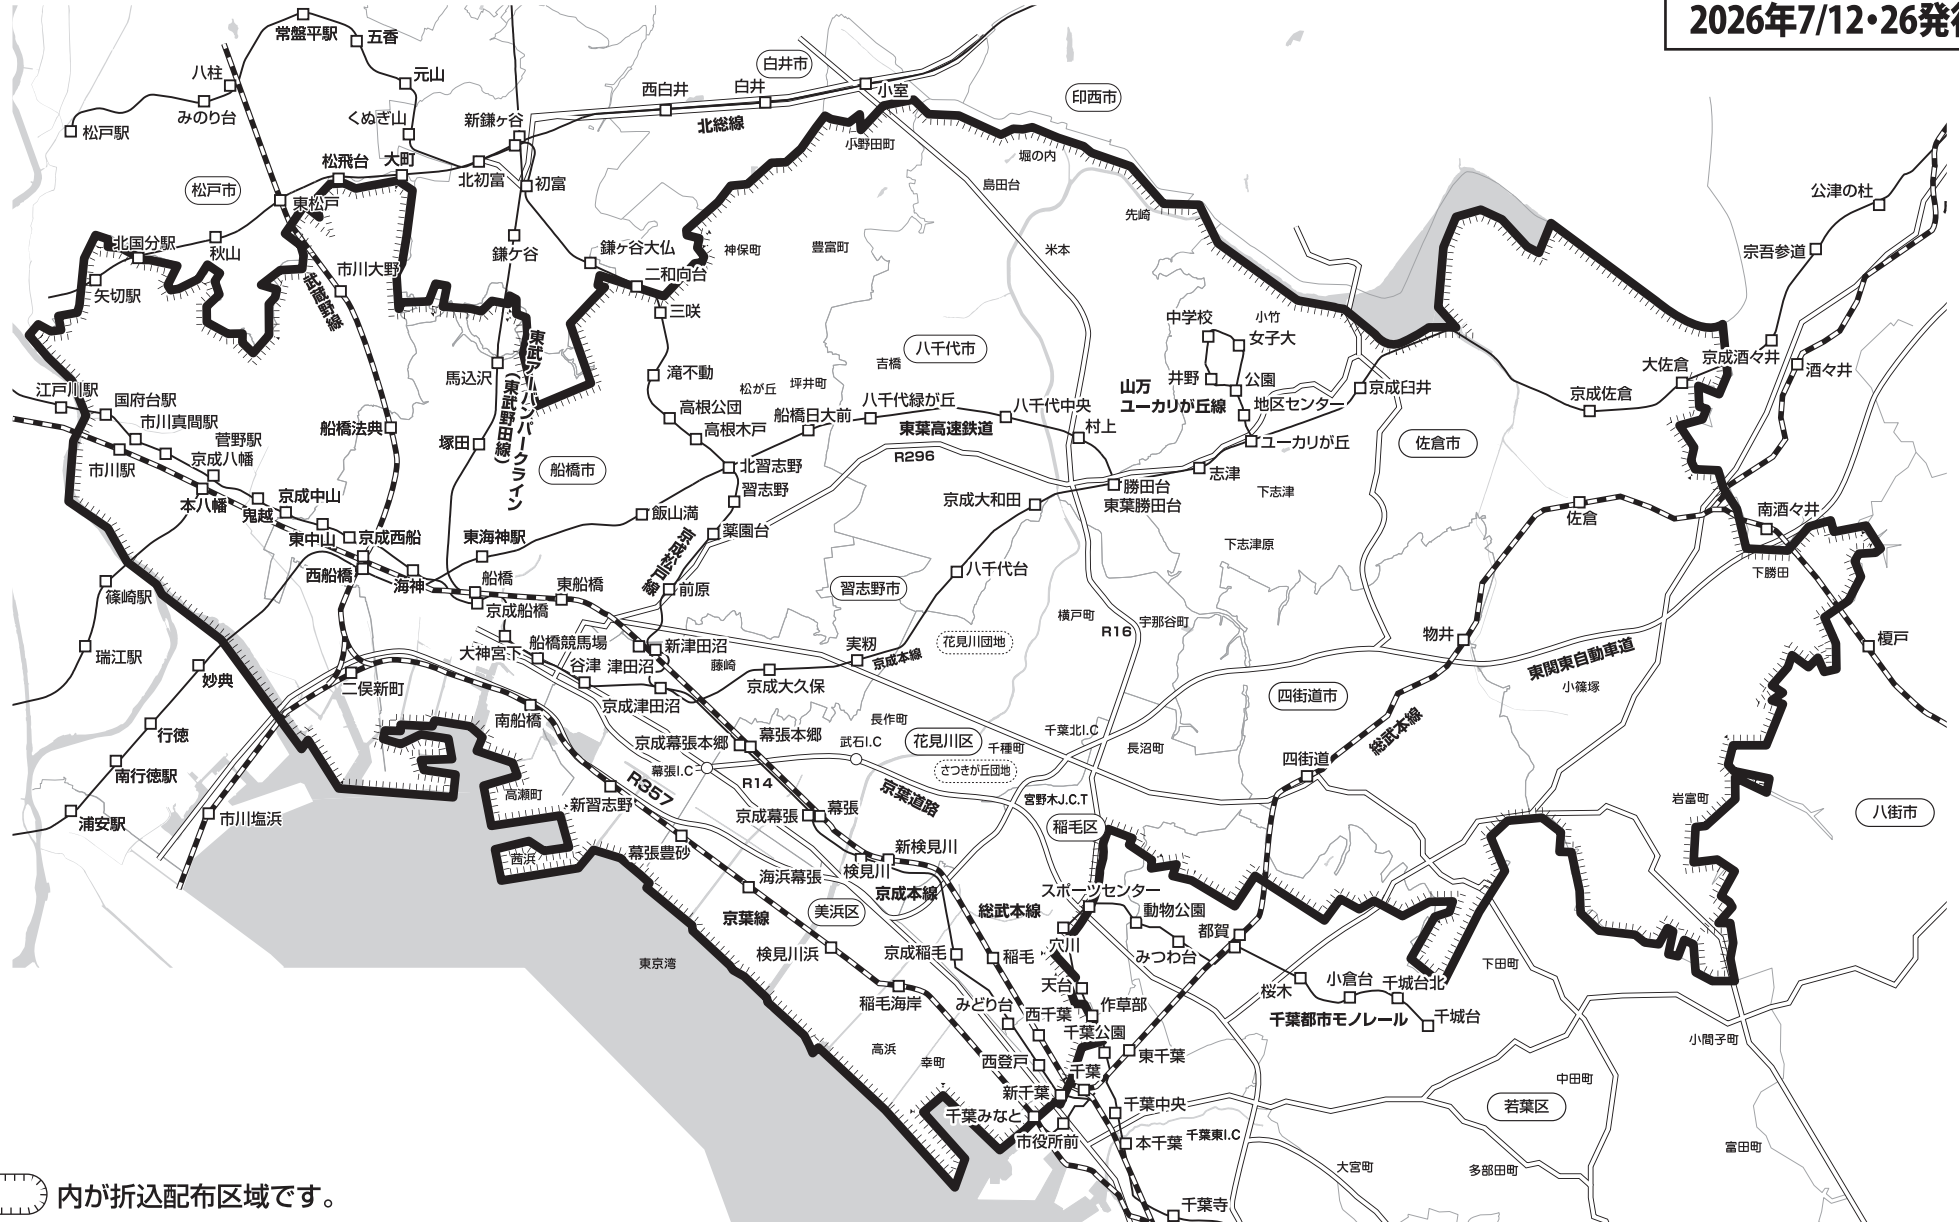 2026年7/12•26発行
常盤平駅
五香
八柱
元山
みのり台
松戸駅
くぬぎ山
新鎌ヶ谷
西白井
白井
白井市
小室
印西市
北総線
小野田町
堀の内
松飛台
大町
北初富
初富
松戸市
東松戸
島田台
先崎
公津の杜
北国分駅
秋山
市川大野
鎌ケ谷
鎌ヶ谷大仏
神保町
豊富町
米本
宗吾参道
矢切駅
武蔵野線
二和向台
三咲
中学校
小竹
女子大
八千代市
吉橋
大佐倉
京成酒々井
酒々井
馬込沢
東武アーバンパークライン
(東武野田線)
滝不動
松が丘
坪井町
井野
公園
京成臼井
京成佐倉
山万
ユーカリが丘線
江戸川駅
国府台駅
市川真間駅
菅野駅
京成八幡
高根公団
高根木戸
船橋日大前
八千代緑が丘
東葉高速鉄道
八千代中央
村上
地区センター
ユーカリが丘
佐倉市
船橋法典
塚田
船橋市
R296
市川駅
本八幡
京成中山
鬼越
北習志野
習志野
志津
勝田台
東葉勝田台
下志津
京成大和田
佐倉
南酒々井
飯山満
薬園台
東中山
京成西船
東海神駅
京成松戸線
下志津原
下勝田
西船橋
海神
船橋
京成船橋
東船橋
前原
習志野市
八千代台
篠崎駅
横戸町
宇那谷町
R16
物井
榎戸
瑞江駅
大神宮下
船橋競馬場
谷津
津田沼
新津田沼
藤崎
実籾
京成本線
花見川団地
東関東自動車道
小篠塚
妙典
二俣新町
京成津田沼
京成大久保
四街道市
行徳
南船橋
長作町
総武本線
南行徳駅
京成幕張本郷
幕張本郷
武石I.C
花見川区
千種町
千葉北I.C
長沼町
四街道
幕張I.C
さつきが丘団地
R357
R14
京葉道路
宮野木J.C.T
岩富町
八街市
浦安駅
市川塩浜
高瀬町
新習志野
京成幕張
幕張
稲毛区
茜浜
幕張豊砂
新検見川
検見川
海浜幕張
京成本線
スポーツセンター
京葉線
美浜区
総武本線
動物公園
都賀
穴川
みつわ台
東京湾
検見川浜
京成稲毛
稲毛
天台
下田町
桜木
小倉台
千城台北
稲毛海岸
みどり台
西千葉
作草部
千葉公園
千葉都市モノレール
千城台
高浜
幸町
西登戸
千葉
東千葉
小間子町
中田町
新千葉
千葉みなと
千葉中央
若葉区
市役所前
本千葉
千葉東I.C
大宮町
多部田町
富田町
千葉寺
内が折込配布区域です。